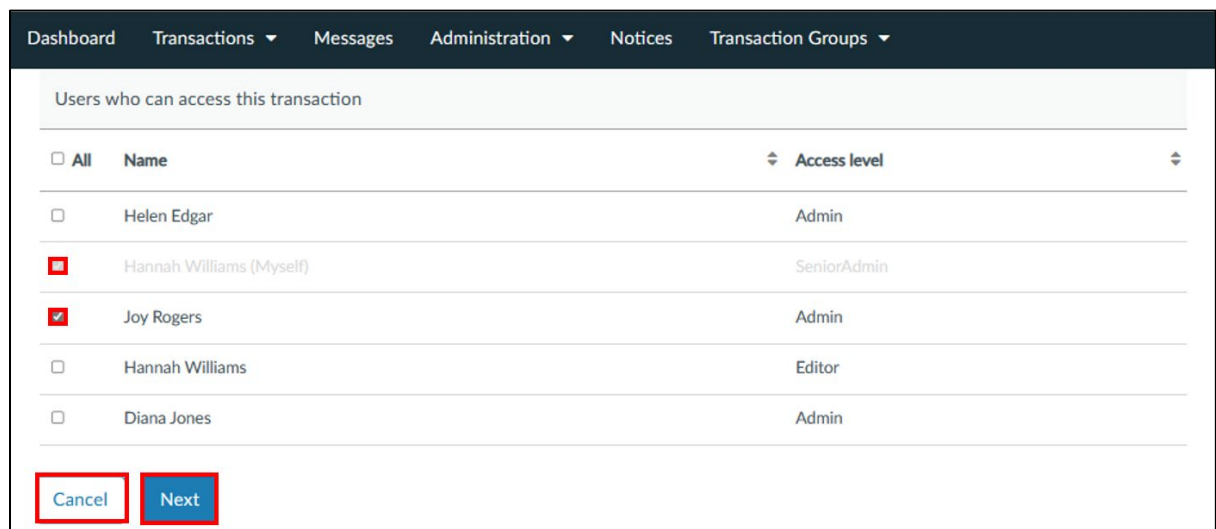 Dashboard Transactions Messages Administration Notices Transaction Groups
Users who can access this transaction
All Name Access level
Helen Edgar Admin
Hannah Williams (Myself) SeniorAdmin
Joy Rogers Admin
Hannah Williams Editor
Diana Jones Admin
Cancel Next